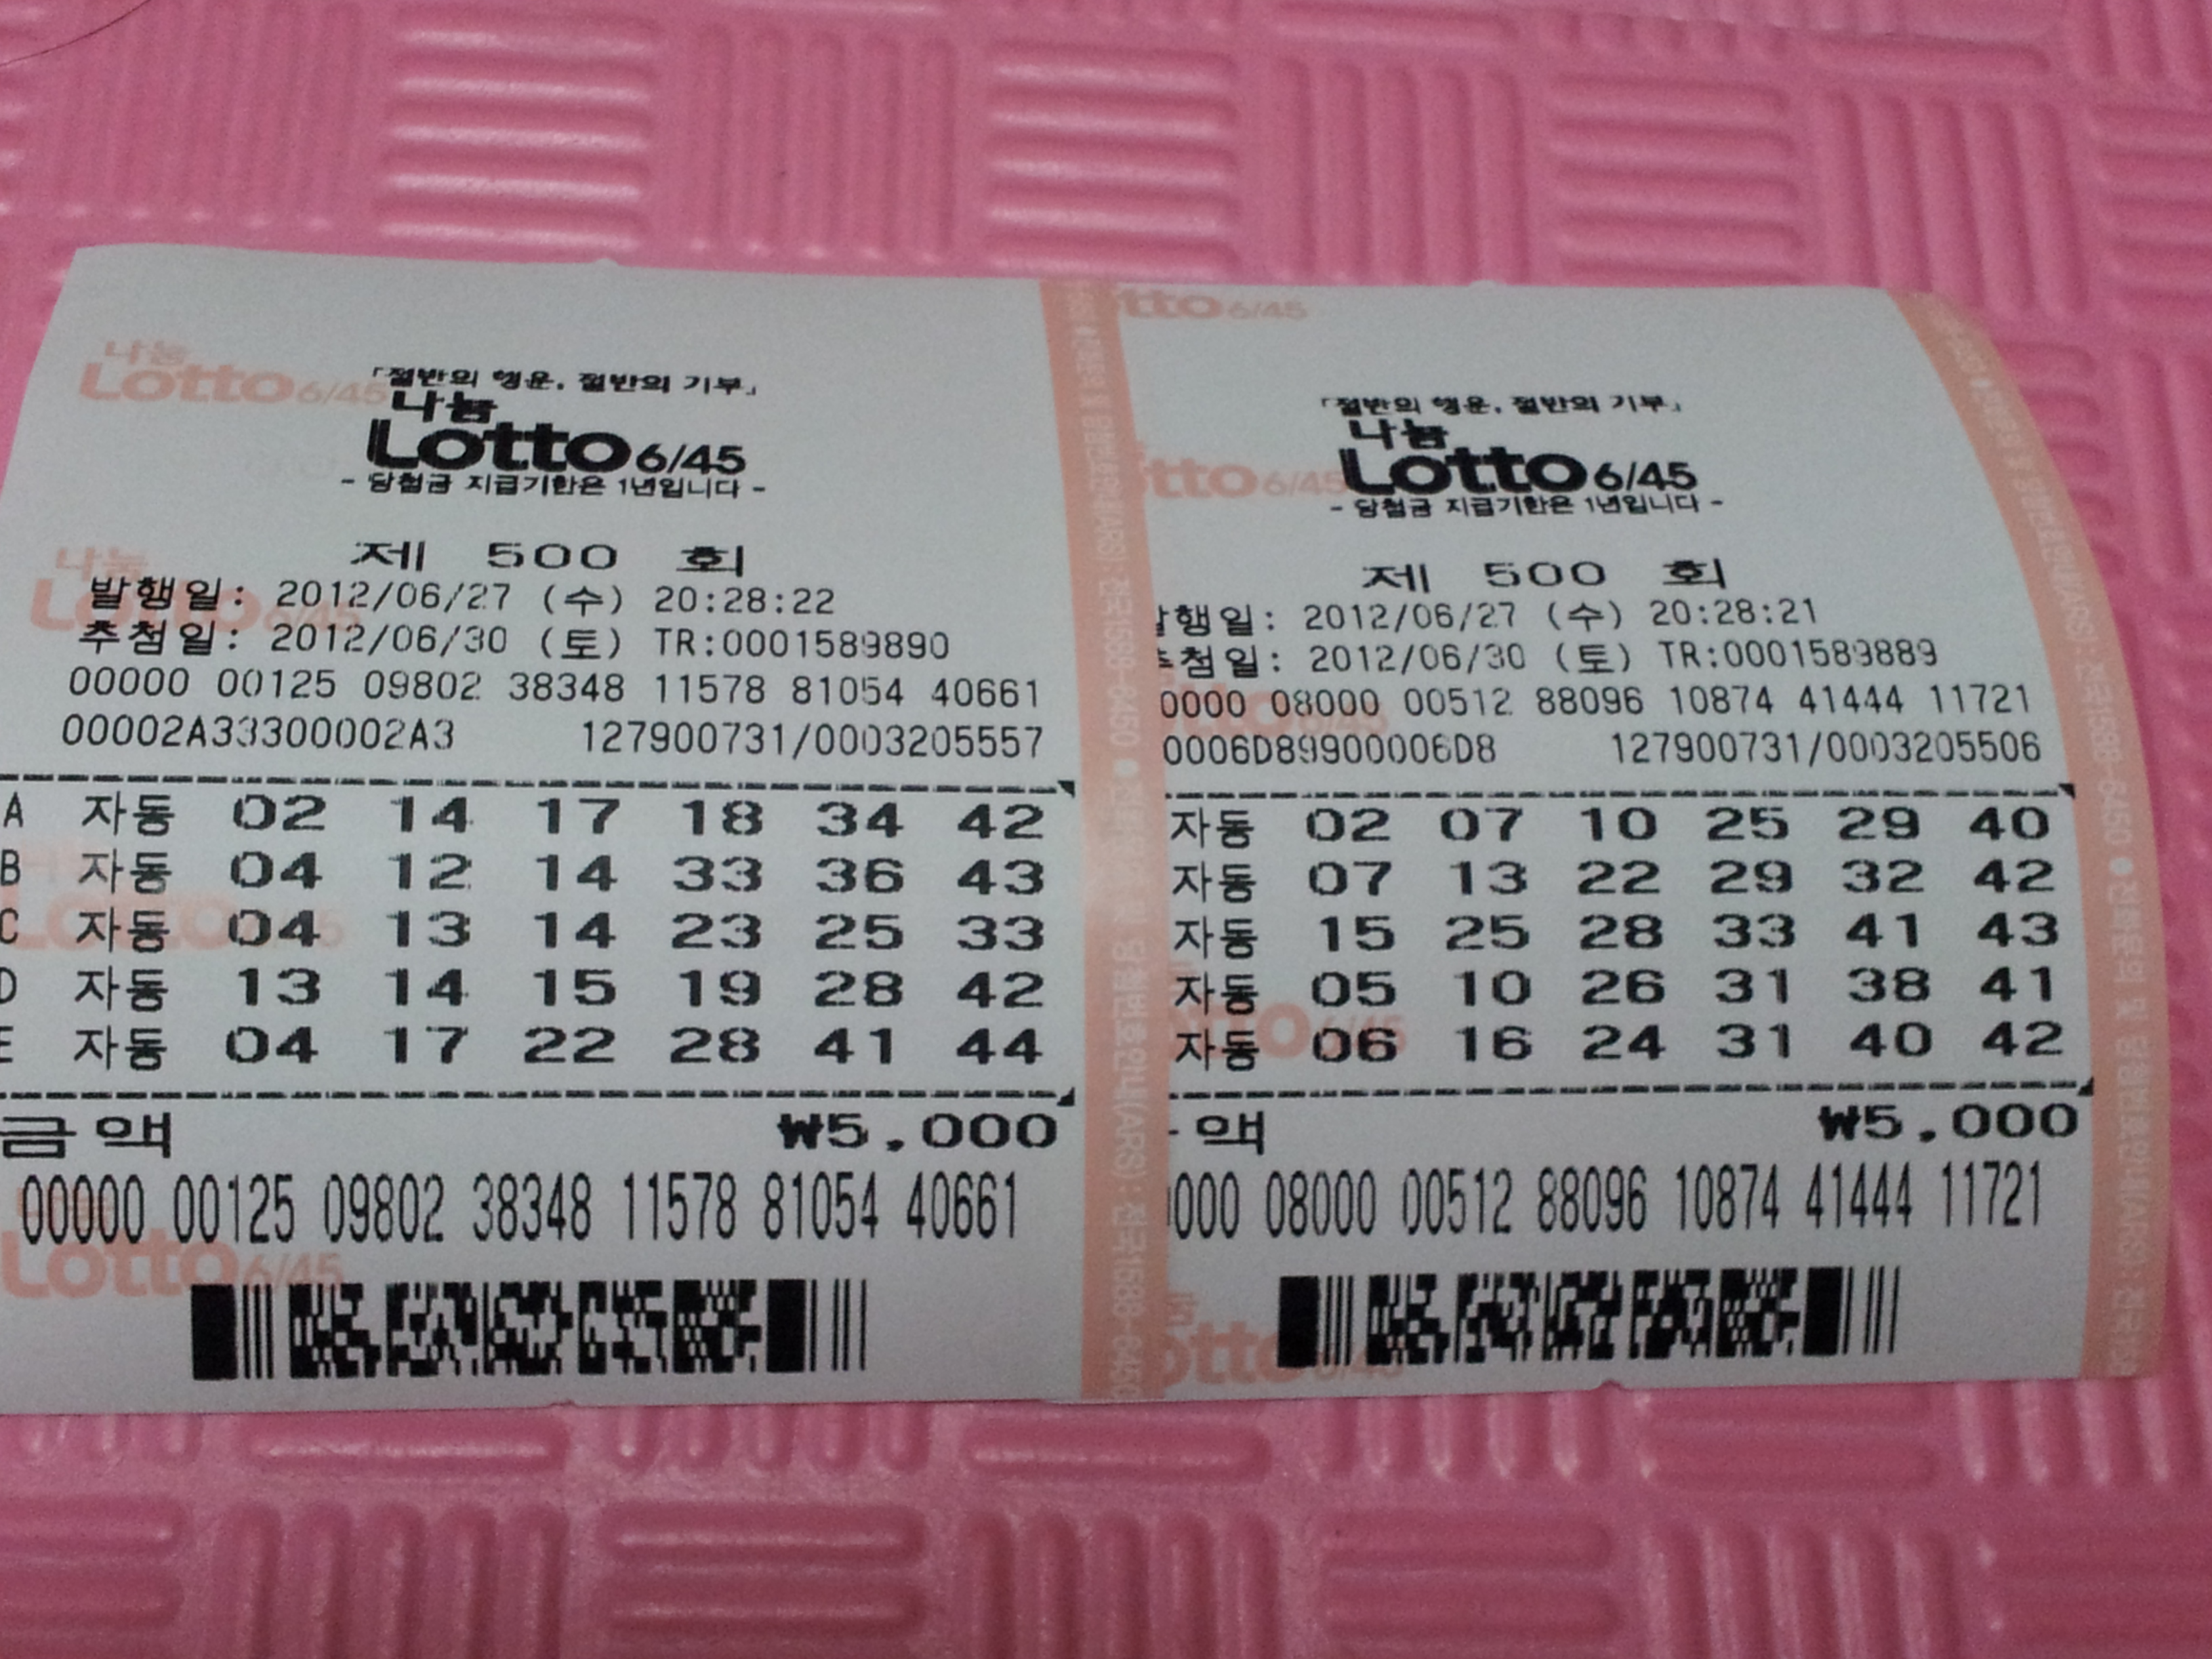 나눔
Lotto 6/45
「절반의 행운, 절반의 기부」
나눔
Lotto 6/45
- 당첨금 지급기한은 1년입니다 -
제 500 회
발행일: 2012/06/27 (수) 20:28:22
추첨일: 2012/06/30 (토) TR:0001589890
00000 00125 09802 38348 11578 81054 40661
00002A33300002A3 127900731/0003205557
A 자동 02 14 17 18 34 42
B 자동 04 12 14 33 36 43
C 자동 04 13 14 23 25 33
D 자동 13 14 15 19 28 42
E 자동 04 17 22 28 41 44
금액 ₩5,000
00000 00125 09802 38348 11578 81054 40661
Lotto 6/45
tto 6/45
「절반의 행운, 절반의 기부」
나눔
Lotto 6/45
- 당첨금 지급기한은 1년입니다 -
제 500 회
발행일: 2012/06/27 (수) 20:28:21
추첨일: 2012/06/30 (토) TR:0001589889
0000 08000 00512 88096 10874 41444 11721
0006D89900006D8 127900731/0003205506
자동 02 07 10 25 29 40
자동 07 13 22 29 32 42
자동 15 25 28 33 41 43
자동 05 10 26 31 38 41
자동 06 16 24 31 40 42
액 ₩5,000
000 08000 00512 88096 10874 41444 11721